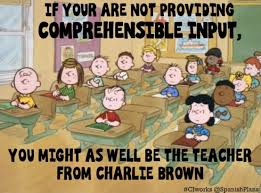 IF YOUR ARE NOT PROVIDING
COMPREHENSIBLE INPUT,
YOU MIGHT AS WELL BE THE TEACHER
FROM CHARLIE BROWN
#CIworks @SpanishPlans